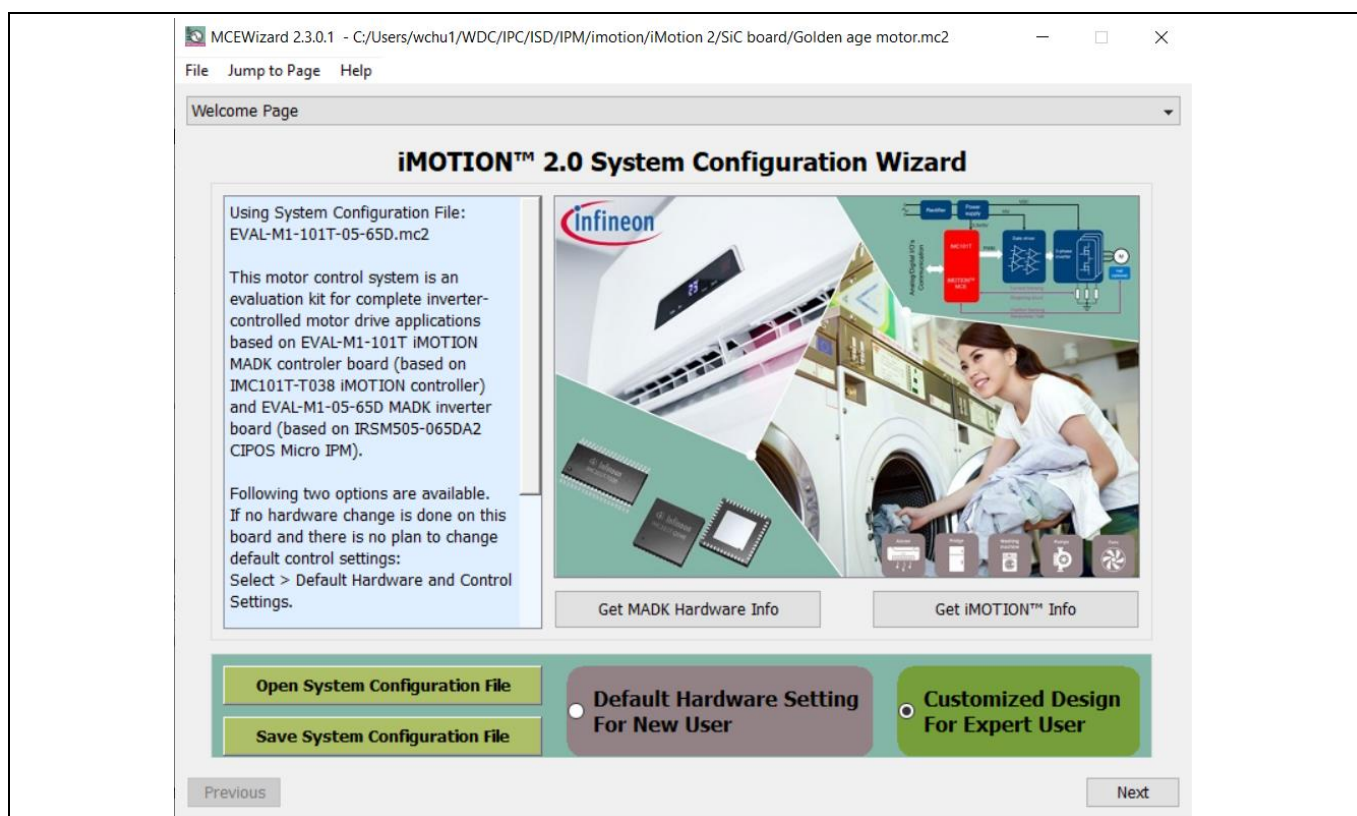 MCEWizard 2.3.0.1 - C:/Users/wchu1/WDC/IPC/ISD/IPM/imotion/iMotion 2/SiC board/Golden age motor.mc2
File Jump to Page Help
Welcome Page
iMOTION™ 2.0 System Configuration Wizard
Using System Configuration File:
EVAL-M1-101T-05-65D.mc2
This motor control system is an
evaluation kit for complete inverter-
controlled motor drive applications
based on EVAL-M1-101T iMOTION
MADK controler board (based on
IMC101T-T038 iMOTION controller)
and EVAL-M1-05-65D MADK inverter
board (based on IRSM505-065DA2
CIPOS Micro IPM).
Following two options are available.
If no hardware change is done on this
board and there is no plan to change
default control settings:
Select > Default Hardware and Control
Settings.
infineon
Rectifier
Power
supply
Gate drive
Get MADK Hardware Info
Get iMOTION™ Info
Open System Configuration File
Save System Configuration File
Default Hardware Setting
For New User
Customized Design
For Expert User
Previous
Next